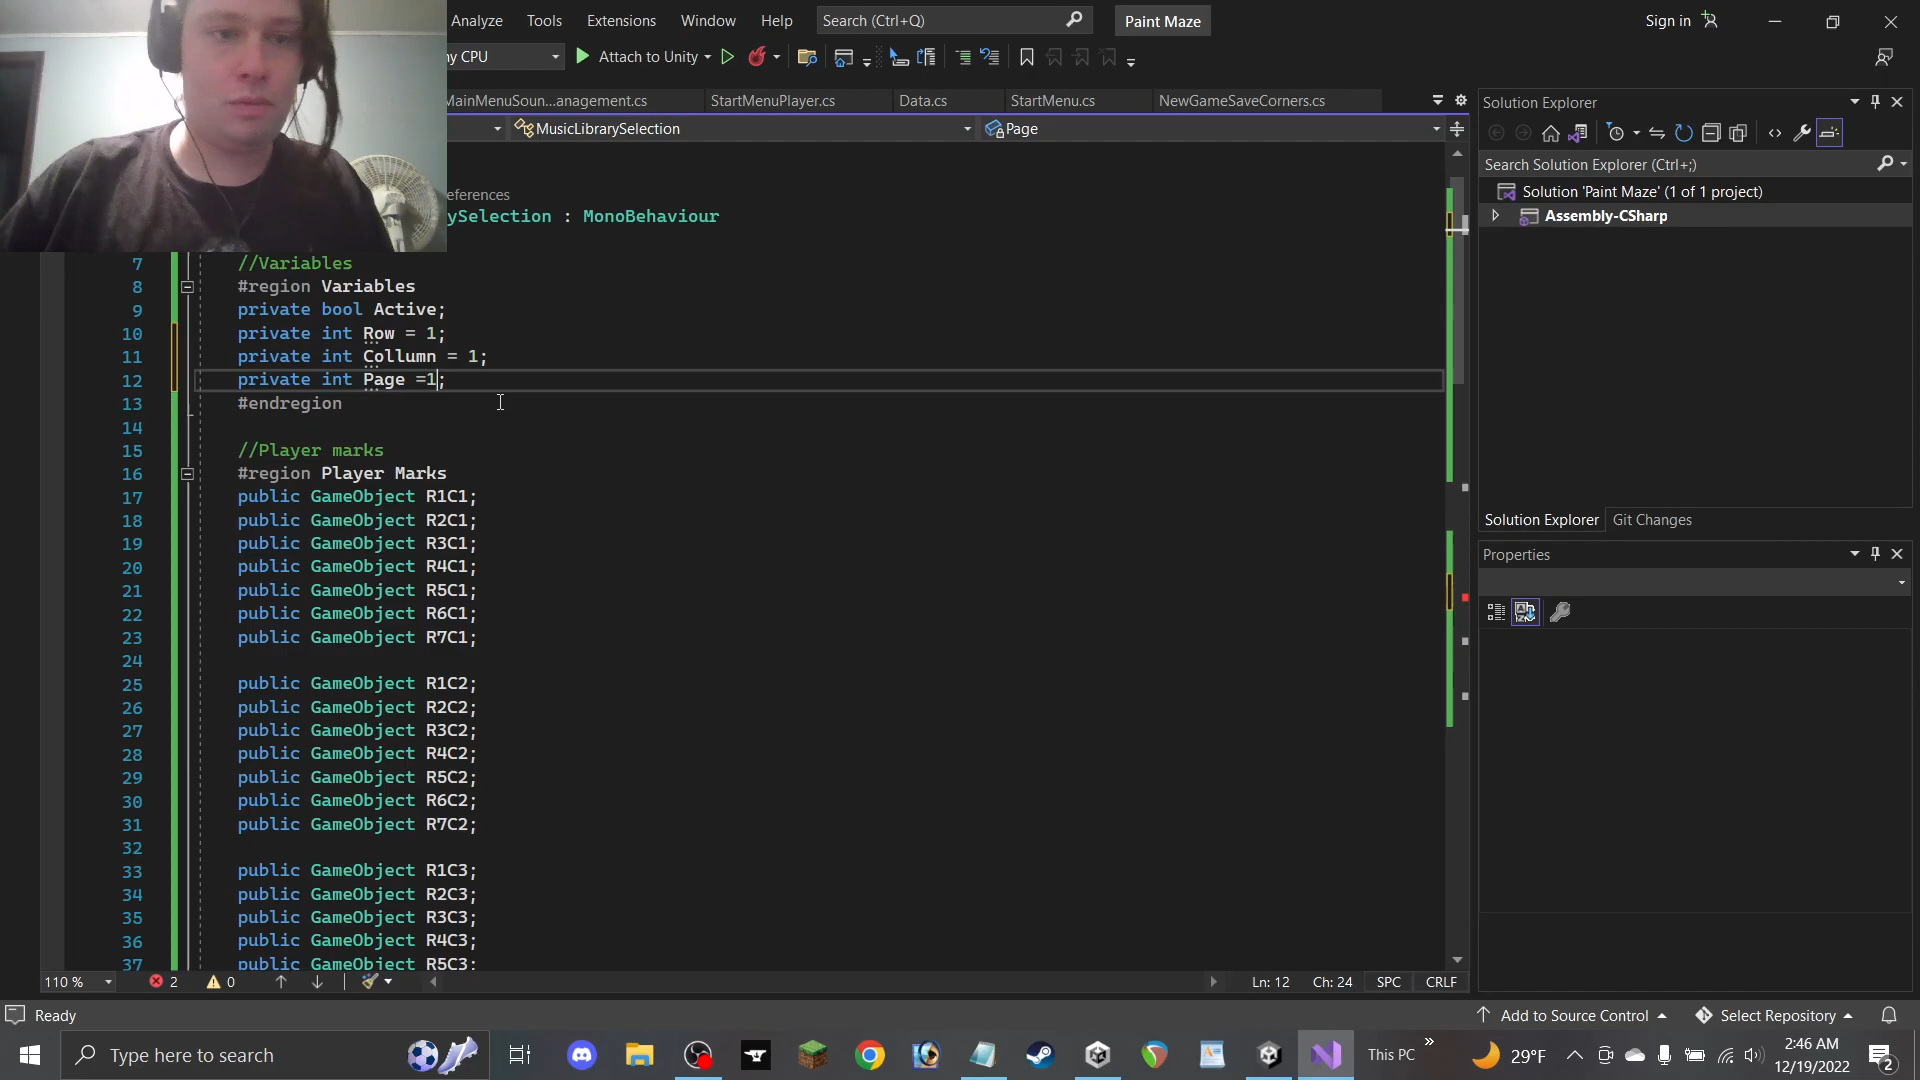 Analyze Tools Extensions Window Help Search (Ctrl+Q) Paint Maze Sign in
ny CPU Attach to Unity
MainMenuSoun...anagement.cs StartMenuPlayer.cs Data.cs StartMenu.cs NewGameSaveCorners.cs
MusicLibrarySelection Page
eferences
rySelection : MonoBehaviour
7 //Variables
8 #region Variables
9 private bool Active;
10 private int Row = 1;
11 private int Collumn = 1;
12 private int Page =1;
13 #endregion
14
15 //Player marks
16 #region Player Marks
17 public GameObject R1C1;
18 public GameObject R2C1;
19 public GameObject R3C1;
20 public GameObject R4C1;
21 public GameObject R5C1;
22 public GameObject R6C1;
23 public GameObject R7C1;
24
25 public GameObject R1C2;
26 public GameObject R2C2;
27 public GameObject R3C2;
28 public GameObject R4C2;
29 public GameObject R5C2;
30 public GameObject R6C2;
31 public GameObject R7C2;
32
33 public GameObject R1C3;
34 public GameObject R2C3;
35 public GameObject R3C3;
36 public GameObject R4C3;
37 public GameObject R5C3;
110 % 2 0 Ln: 12 Ch: 24 SPC CRLF
Solution Explorer
Search Solution Explorer (Ctrl+;)
Solution 'Paint Maze' (1 of 1 project)
Assembly-CSharp
Solution Explorer Git Changes
Properties
Ready Add to Source Control Select Repository
Type here to search This PC 29°F 2:46 AM
12/19/2022 2